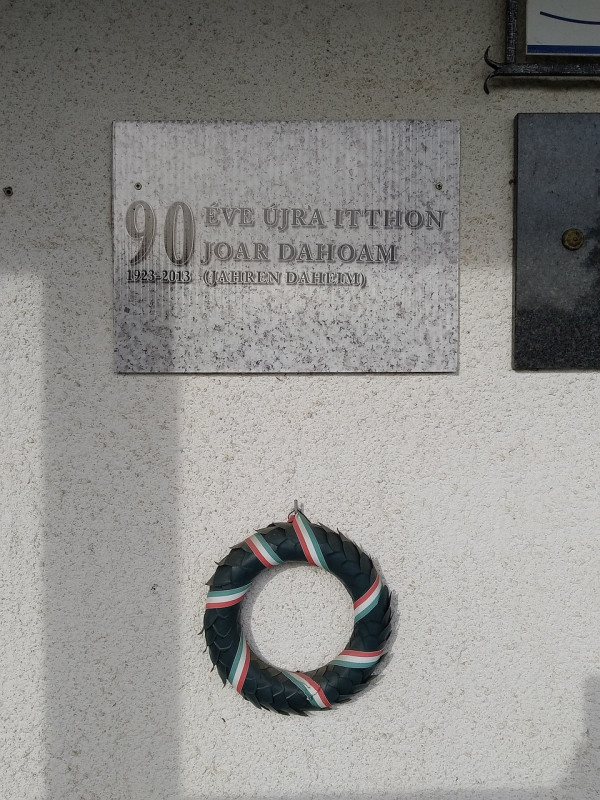 90 ÉVE ÚJRA ITTHON
JOAR DAHOAM
1923-2013 (JAHREN DAHEIM)